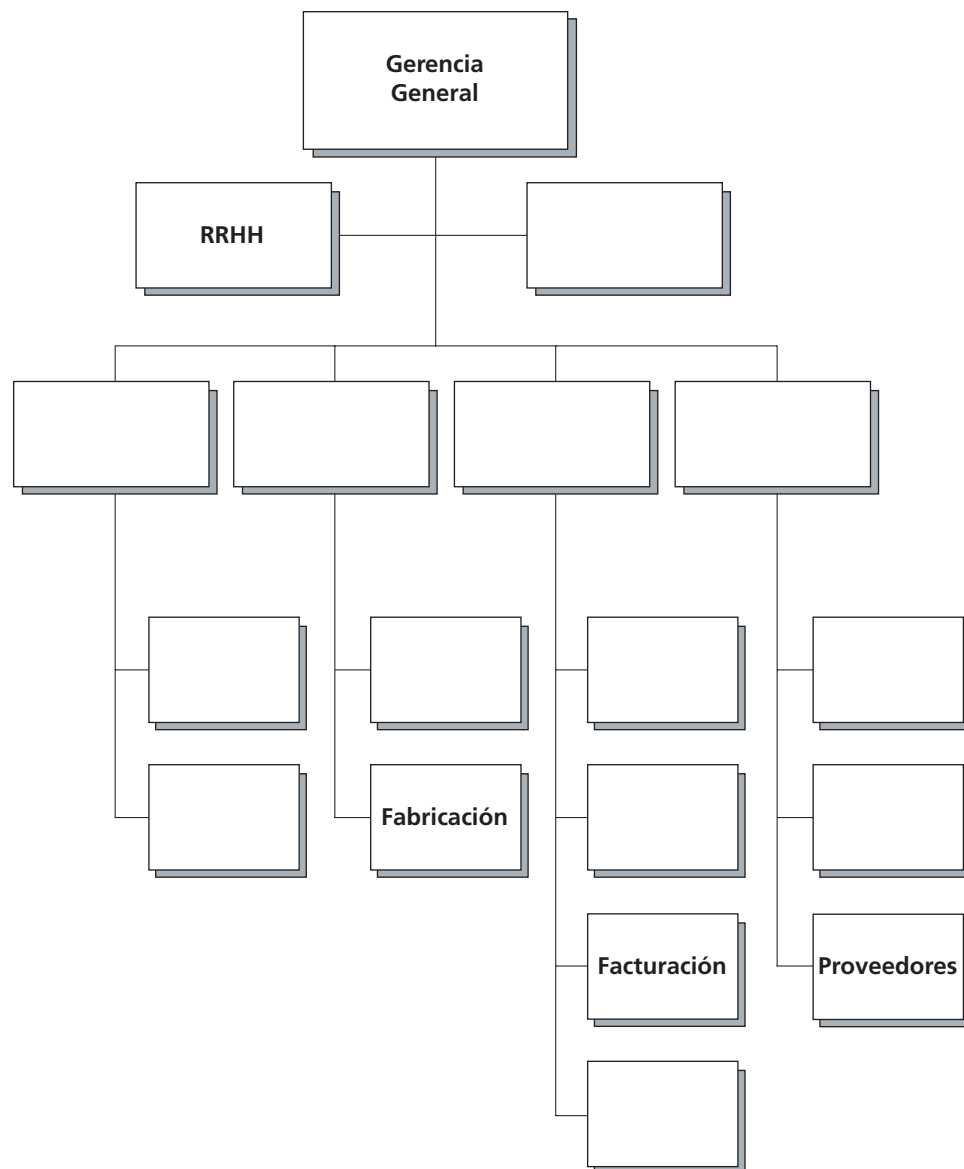 Gerencia
General
RRHH
Fabricación
Facturación
Proveedores